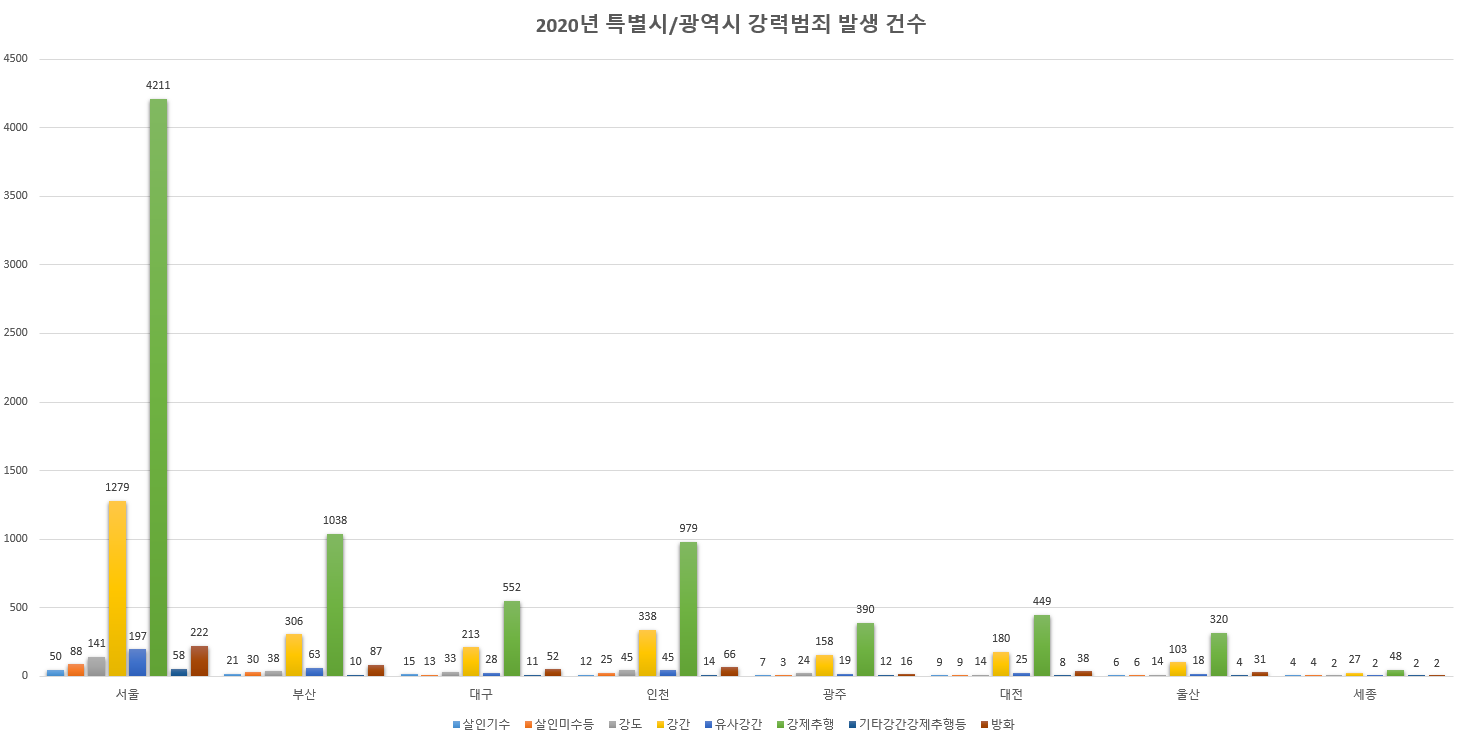 2020년 특별시/광역시 강력범죄 발생 건수
4500
4000
3500
3000
2500
2000
1500
1000
500
0
50 88 141 1279 197 4211 58 222
21 30 38 306 63 1038 10 87
15 13 33 213 28 552 11 52
12 25 45 338 45 979 14 66
7 3 24 158 19 390 12 16
9 9 14 180 25 449 8 38
6 6 14 103 18 320 4 31
4 4 2 27 2 48 2 2
서울 부산 대구 인천 광주 대전 울산 세종
살인기수 살인미수등 강도 강간 유사강간 강제추행 기타강간강제추행등 방화